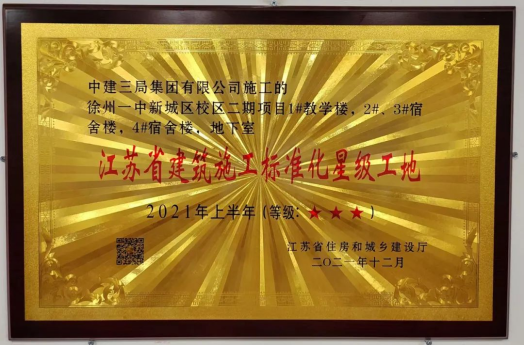 中建三局集团有限公司施工的
徐州一中新城区校区二期项目1#教学楼，2#、3#宿
舍楼，4#宿舍楼，地下室
江苏省建筑施工标准化星级工地
2021年上半年（等级：★★★）
江苏省住房和城乡建设厅
二〇二一年十二月